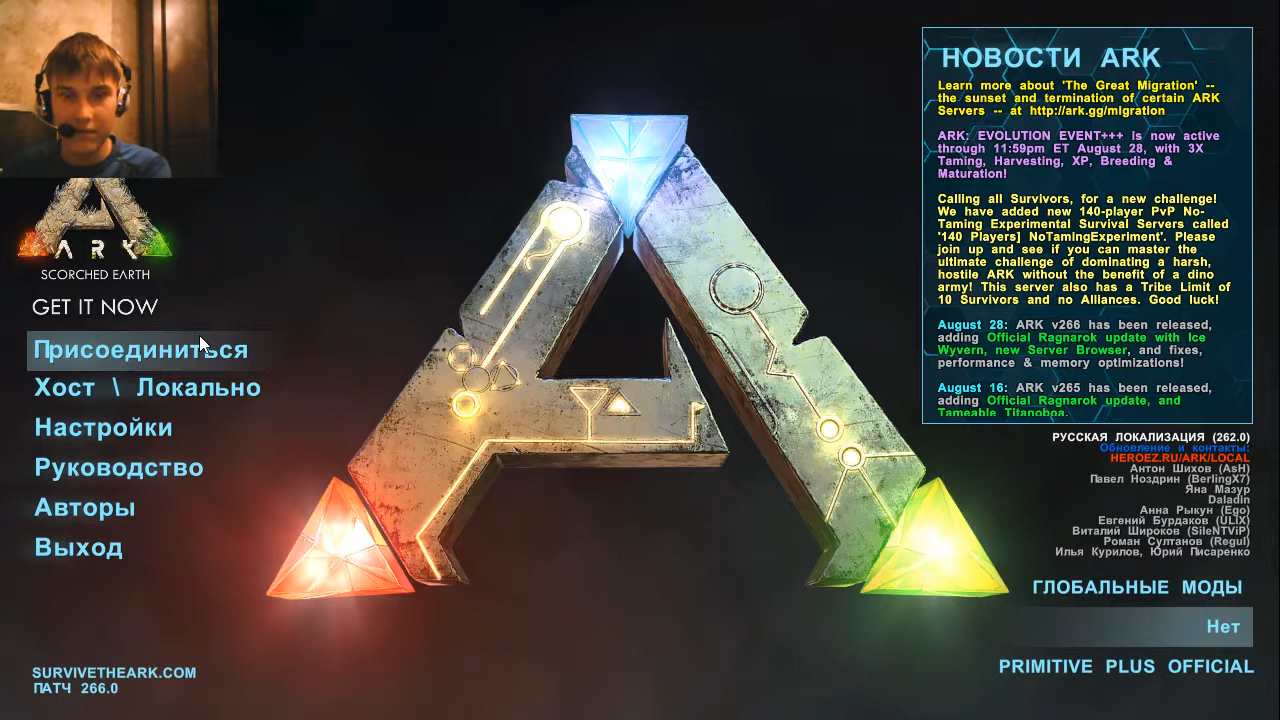 ARK
SCORCHED EARTH
GET IT NOW
Присоединиться
Хост \ Локально
Настройки
Руководство
Авторы
Выход
SURVIVETHEARK.COM
ПАТЧ 266.0
НОВОСТИ ARK
Learn more about 'The Great Migration' --
the sunset and termination of certain ARK
Servers -- at http://ark.gg/migration
ARK: EVOLUTION EVENT+++ is now active
through 11:59pm ET August 28, with 3X
Taming, Harvesting, XP, Breeding &
Maturation!
Calling all Survivors, for a new challenge!
We have added new 140-player PvP No-
Taming Experimental Survival Servers called
'140 Players] NoTamingExperiment'. Please
join up and see if you can master the
ultimate challenge of dominating a harsh,
hostile ARK without the benefit of a dino
army! This server also has a Tribe Limit of
10 Survivors and no Alliances. Good luck!
August 28: ARK v266 has been released,
adding Official Ragnarok update with Ice
Wyvern, new Server Browser, and fixes,
performance & memory optimizations!
August 16: ARK v265 has been released,
adding Official Ragnarok update, and
Tameable Titanoboa.
РУССКАЯ ЛОКАЛИЗАЦИЯ (262.0)
Обновление и контакты:
HEROEZ.RU/ARK/LOCAL
Антон Шихов (AsH)
Павел Ноздрин (BerlingX7)
Яна Мазур
Daladin
Анна Рыкун (Ego)
Евгений Бурдаков (ULiX)
Виталий Широков (SileNTViP)
Роман Султанов (Regul)
Илья Курилов, Юрий Писаренко
ГЛОБАЛЬНЫЕ МОДЫ
Нет
PRIMITIVE PLUS OFFICIAL